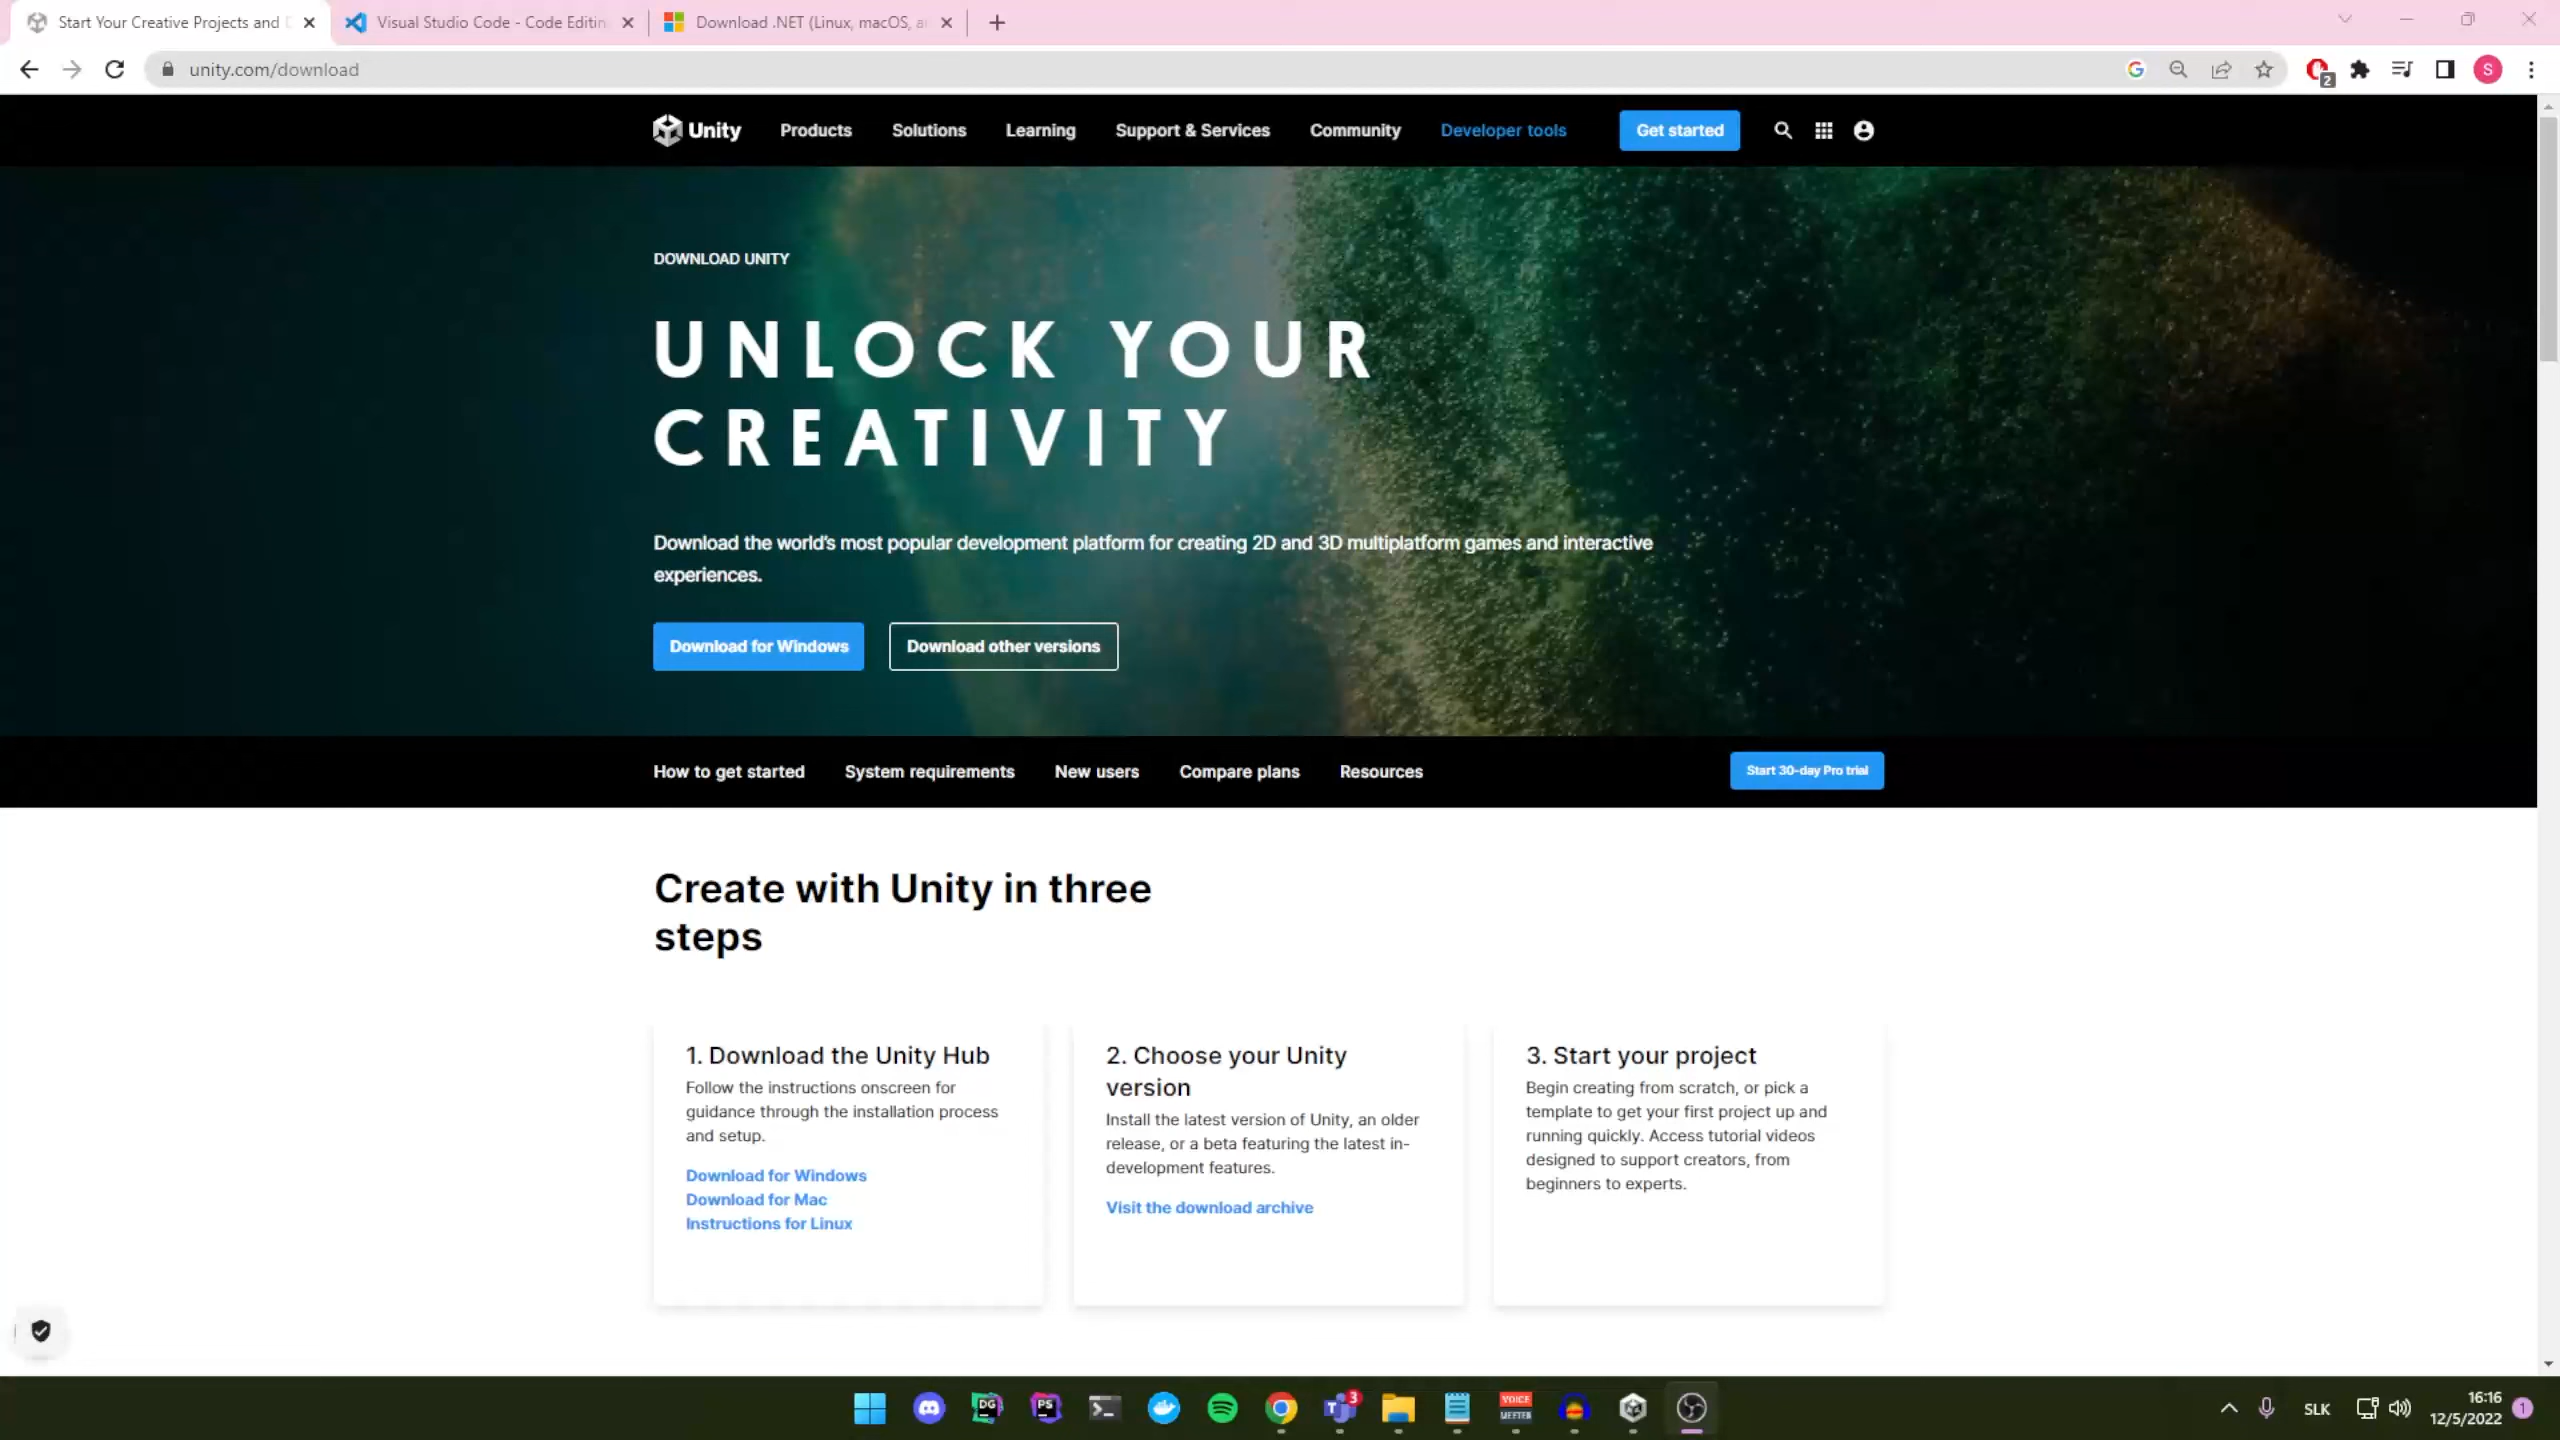 Start Your Creative Projects and D
Visual Studio Code - Code Editin
Download .NET (Linux, macOS, a
unity.com/download
2
S
Unity
Products
Solutions
Learning
Support & Services
Community
Developer tools
Get started
DOWNLOAD UNITY
UNLOCK YOUR
CREATIVITY
Download the world's most popular development platform for creating 2D and 3D multiplatform games and interactive
experiences.
Download for Windows
Download other versions
How to get started
System requirements
New users
Compare plans
Resources
Start 30-day Pro trial
Create with Unity in three
steps
1. Download the Unity Hub
Follow the instructions onscreen for
guidance through the installation process
and setup.
Download for Windows
Download for Mac
Instructions for Linux
2. Choose your Unity
version
Install the latest version of Unity, an older
release, or a beta featuring the latest in-
development features.
Visit the download archive
3. Start your project
Begin creating from scratch, or pick a
template to get your first project up and
running quickly. Access tutorial videos
designed to support creators, from
beginners to experts.
DG
PS
T
3
VOICE
MEETER
SLK
16:16
12/5/2022
1